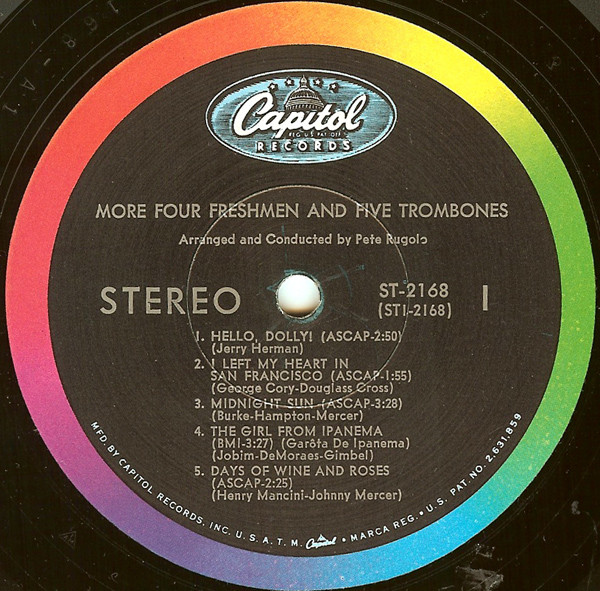 Capitol
REG. U.S. PAT. OFF.
RECORDS
MORE FOUR FRESHMEN AND FIVE TROMBONES
Arranged and Conducted by Pete Rugolo
STEREO
ST-2168
(ST1-2168)
1
1. HELLO, DOLLY! (ASCAP-2:50)
(Jerry Herman)
2. I LEFT MY HEART IN
SAN FRANCISCO (ASCAP-1:55)
(George Cory-Douglass Cross)
3. MIDNIGHT SUN (ASCAP-3:28)
(Burke-Hampton-Mercer)
4. THE GIRL FROM IPANEMA
(BMI-3:27) (Garôta De Ipanema)
(Jobim-DeMoraes-Gimbel)
5. DAYS OF WINE AND ROSES
(ASCAP-2:25)
(Henry Mancini-Johnny Mercer)
MFD. BY CAPITOL RECORDS, INC. U. S. A. T. M. Capitol • MARCA REG. • U. S. PAT. NO. 2,631,859